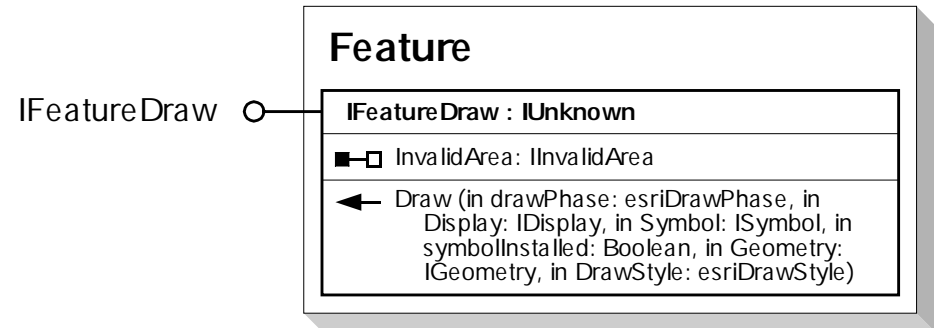 Feature
IFeatureDraw
IFeatureDraw : IUnknown
InvalidArea: IInvalidArea
Draw (in drawPhase: esriDrawPhase, in
Display: IDisplay, in Symbol: ISymbol, in
symbolInstalled: Boolean, in Geometry:
IGeometry, in DrawStyle: esriDrawStyle)